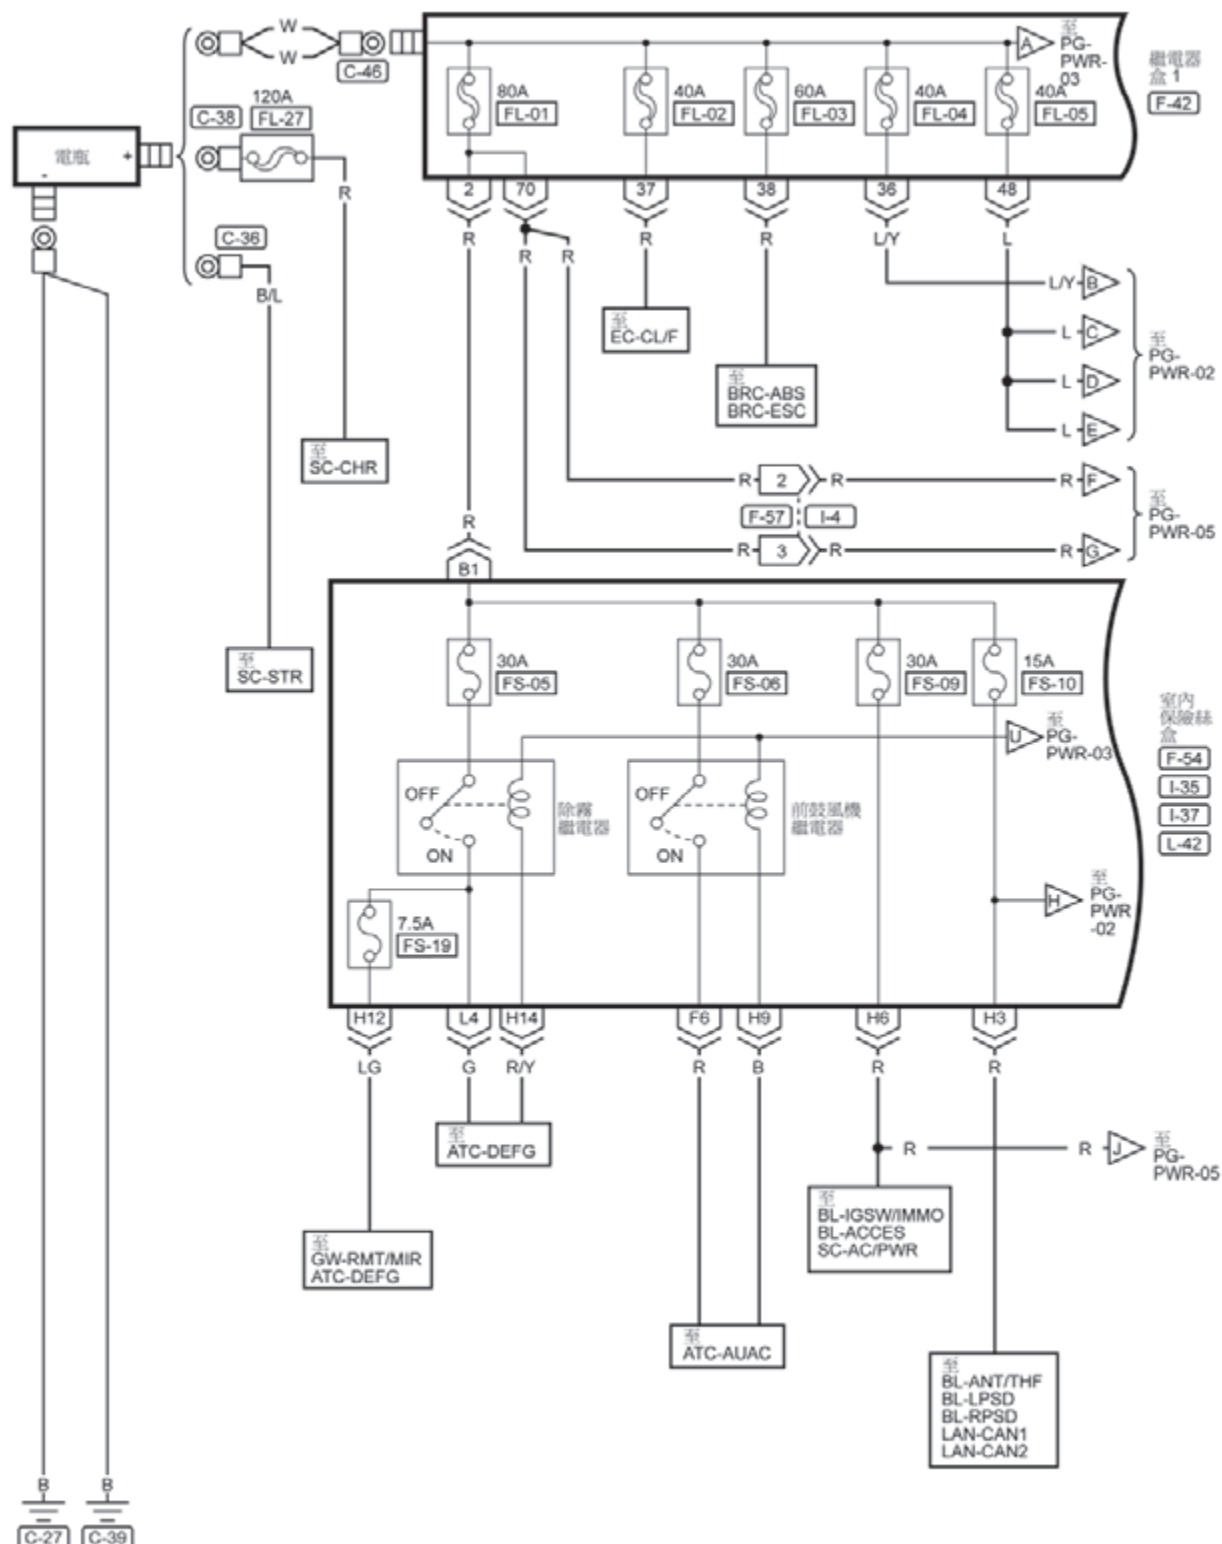 W
W
C-46
C-38
120A
FL-27
電瓶
+
-
R
C-36
B/L
至
SC-CHR
至
SC-STR
80A
FL-01
40A
FL-02
60A
FL-03
40A
FL-04
40A
FL-05
A
至
PG-
PWR-
03
繼電器
盒 1
F-42
2
70
37
38
36
48
R
R
R
R
R
L/Y
L
至
EC-CL/F
至
BRC-ABS
BRC-ESC
L/Y
B
L
C
L
D
L
E
至
PG-
PWR-02
R
2
R
R
F
F-57
I-4
R
3
R
R
G
至
PG-
PWR-05
R
B1
30A
FS-05
30A
FS-06
30A
FS-09
15A
FS-10
U
至
PG-
PWR-03
室內
保險絲
盒
F-54
I-35
I-37
L-42
OFF
ON
除霧
繼電器
OFF
ON
前鼓風機
繼電器
H
至
PG-
PWR
-02
7.5A
FS-19
H12
L4
H14
F6
H9
H6
H3
LG
G
R/Y
R
B
R
R
至
ATC-DEFG
R
R
J
至
PG-
PWR-05
至
GW-RMT/MIR
ATC-DEFG
至
BL-IGSW/IMMO
BL-ACCES
SC-AC/PWR
至
ATC-AUAC
至
BL-ANT/THF
BL-LPSD
BL-RPSD
LAN-CAN1
LAN-CAN2
B
B
C-27
C-39